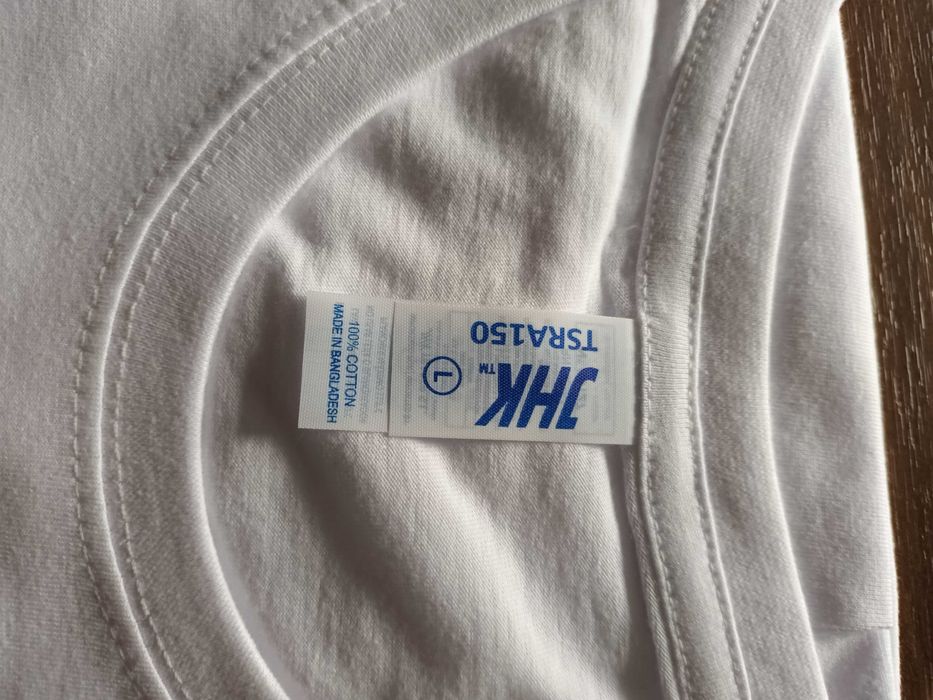 JHK™
TSRA150
L
100% COTTON
MADE IN BANGLADESH